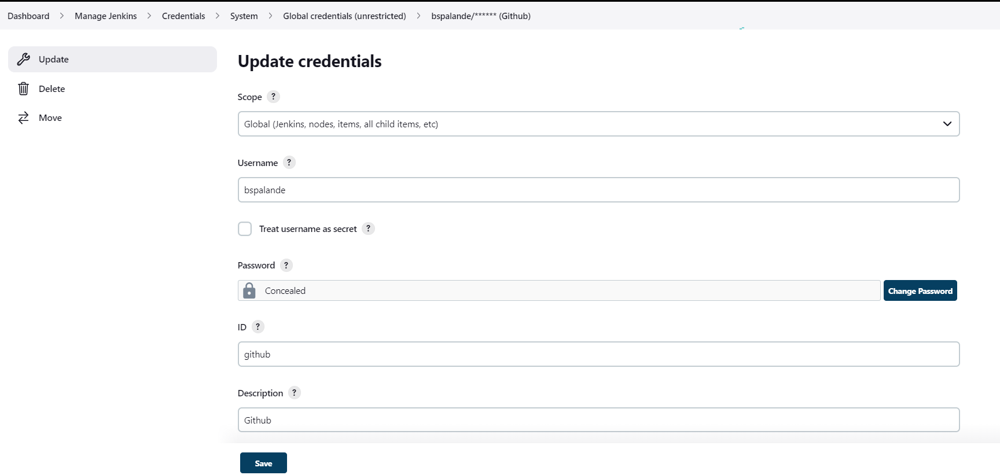 Dashboard > Manage Jenkins > Credentials > System > Global credentials (unrestricted) > bspalande/****** (Github)
Update
Delete
Move
Update credentials
Scope ?
Global (Jenkins, nodes, items, all child items, etc)
Username ?
bspalande
Treat username as secret ?
Password ?
Concealed
Change Password
ID ?
github
Description ?
Github
Save